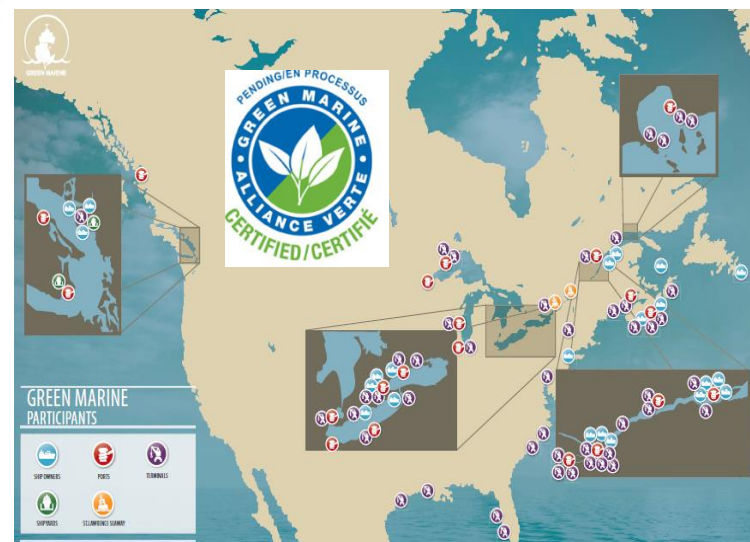 GREEN MARINE
PENDING/EN PROCESSUS
GREEN MARINE
ALLIANCE VERTE
CERTIFIED/CERTIFIÉ
GREEN MARINE
PARTICIPANTS
SHIP OWNERS
PORTS
TERMINALS
SHIPYARDS
ST.LAWRENCE SEAWAY